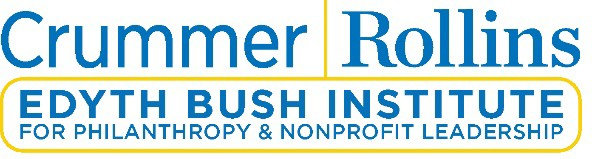 Crummer Rollins
EDYTH BUSH INSTITUTE
FOR PHILANTHROPY & NONPROFIT LEADERSHIP